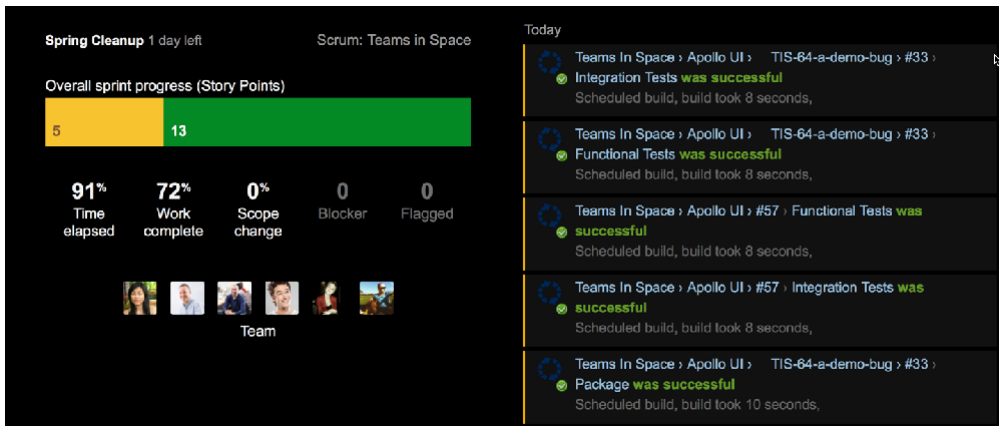 Spring Cleanup 1 day left
Scrum: Teams in Space
Overall sprint progress (Story Points)
5
13
91%
Time
elapsed
72%
Work
complete
0%
Scope
change
0
Blocker
0
Flagged
Team
Today
Teams In Space › Apollo UI › TIS-64-a-demo-bug › #33 ›
Integration Tests was successful
Scheduled build, build took 8 seconds,
Teams In Space › Apollo UI › TIS-64-a-demo-bug › #33 ›
Functional Tests was successful
Scheduled build, build took 8 seconds,
Teams In Space › Apollo UI › #57 › Functional Tests was
successful
Scheduled build, build took 8 seconds,
Teams In Space › Apollo UI › #57 › Integration Tests was
successful
Scheduled build, build took 8 seconds,
Teams In Space › Apollo UI › TIS-64-a-demo-bug › #33 ›
Package was successful
Scheduled build, build took 10 seconds,